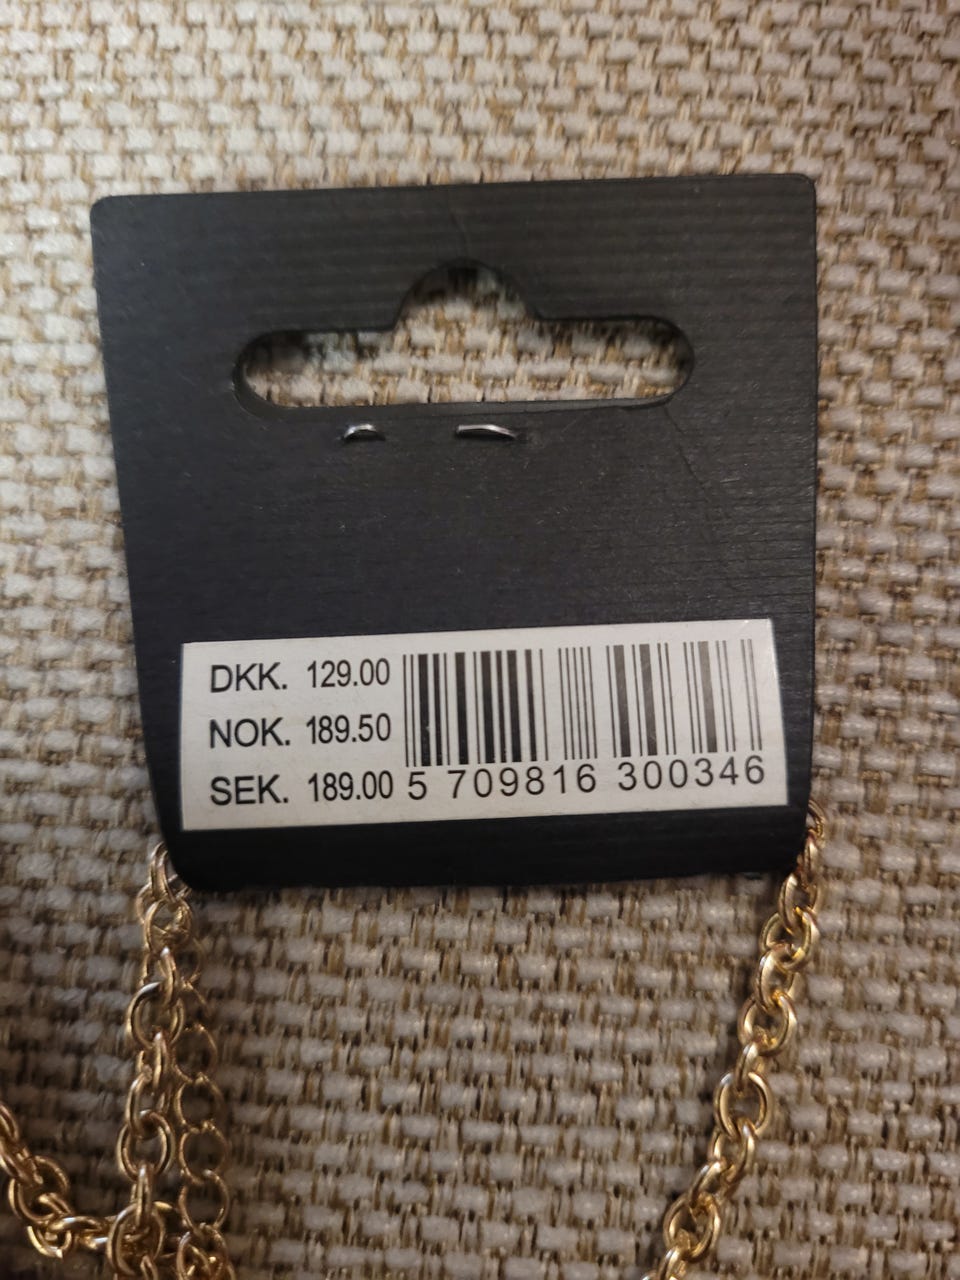 DKK. 129.00
NOK. 189.50
SEK. 189.00
5 709816 300346